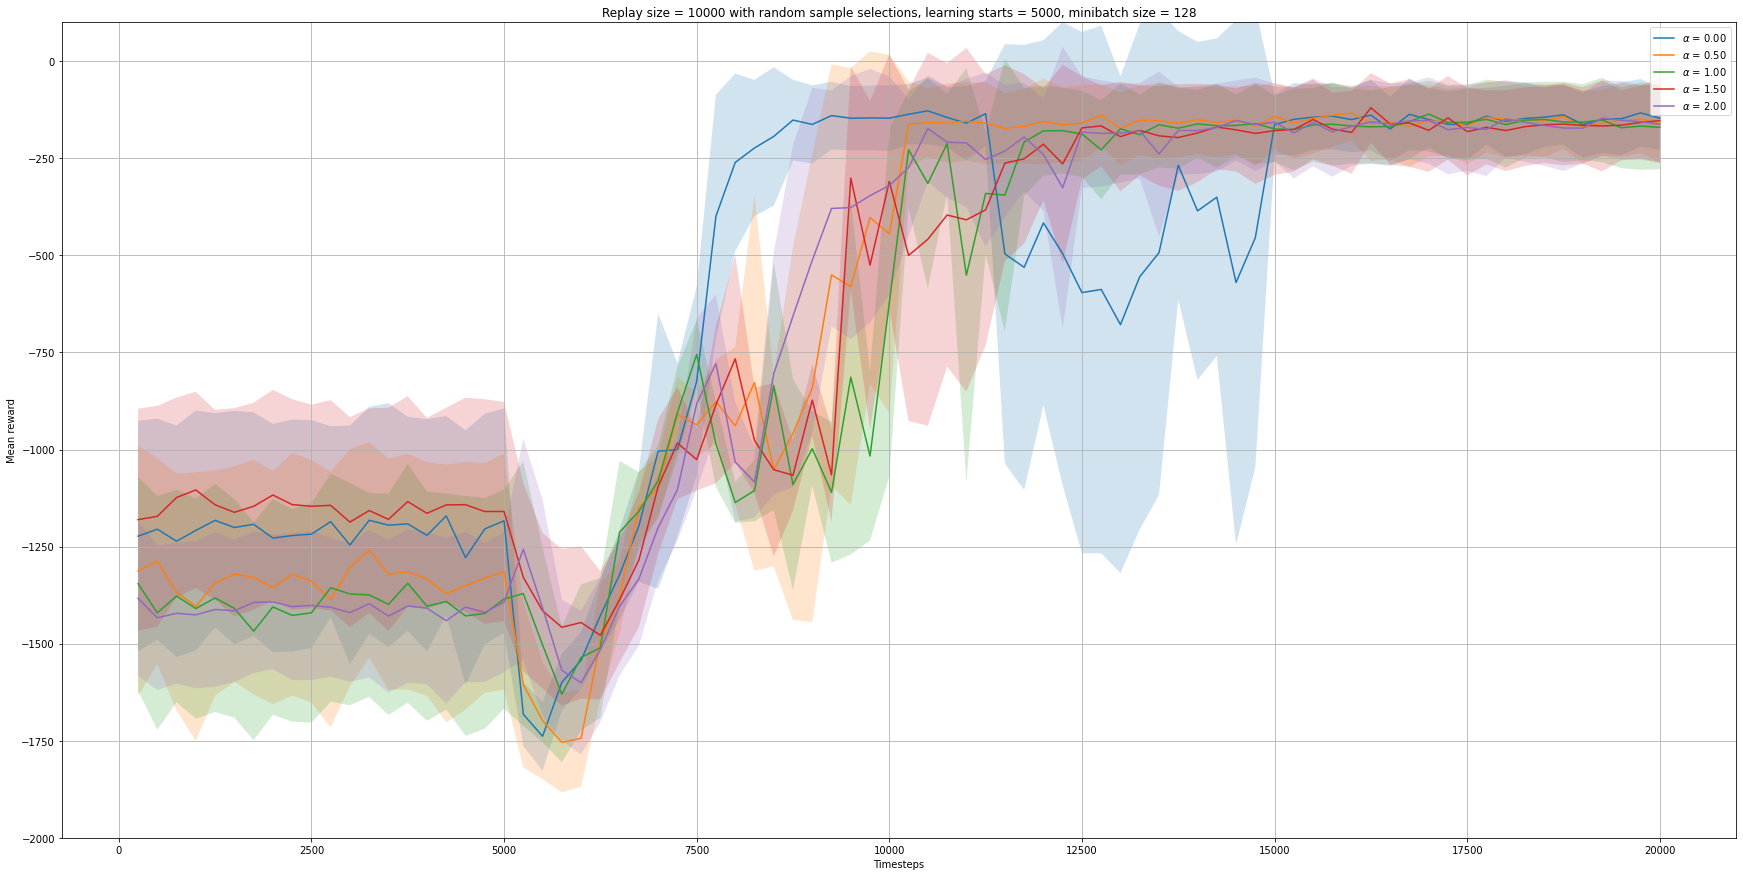 Replay size = 10000 with random sample selections, learning starts = 5000, minibatch size = 128
α = 0.00
α = 0.50
α = 1.00
α = 1.50
α = 2.00
Mean reward
0
−250
−500
−750
−1000
−1250
−1500
−1750
−2000
0 2500 5000 7500 10000 12500 15000 17500 20000
Timesteps